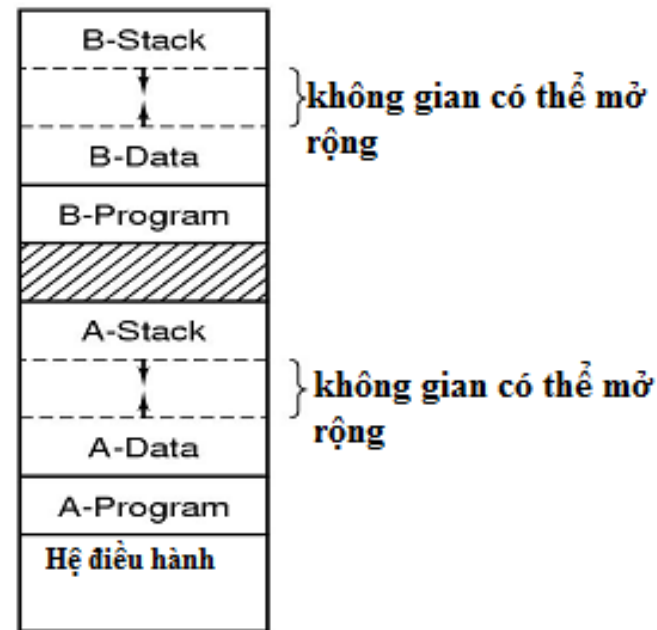 B-Stack
không gian có thể mở
rộng
B-Data
B-Program
A-Stack
không gian có thể mở
rộng
A-Data
A-Program
Hệ điều hành